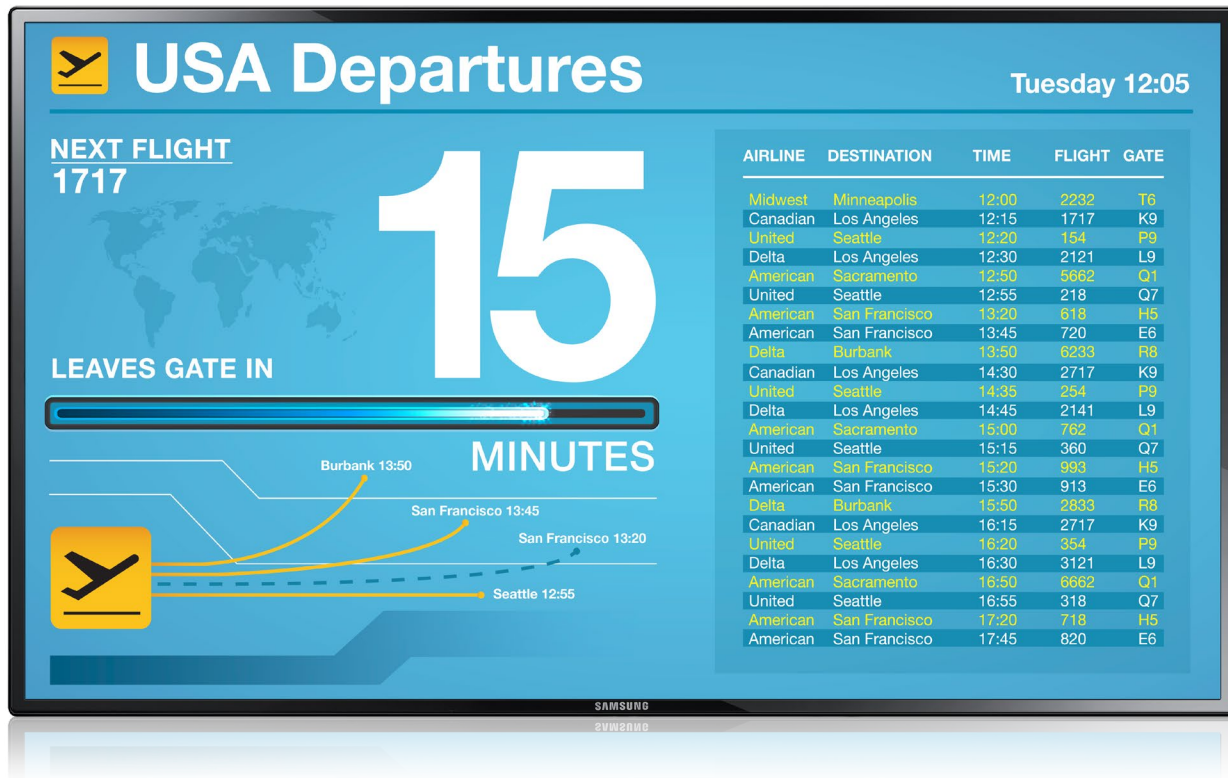 USA Departures
Tuesday 12:05
NEXT FLIGHT
1717
15
LEAVES GATE IN
MINUTES
Burbank 13:50
San Francisco 13:45
San Francisco 13:20
Seattle 12:55
AIRLINE DESTINATION TIME FLIGHT GATE
Midwest Minneapolis 12:00 2232 T6
Canadian Los Angeles 12:15 1717 K9
United Seattle 12:20 154 P9
Delta Los Angeles 12:30 2121 L9
American Sacramento 12:50 5662 Q1
United Seattle 12:55 218 Q7
American San Francisco 13:20 618 H5
American San Francisco 13:45 720 E6
Delta Burbank 13:50 6233 R8
Canadian Los Angeles 14:30 2717 K9
United Seattle 14:35 254 P9
Delta Los Angeles 14:45 2141 L9
American Sacramento 15:00 762 Q1
United Seattle 15:15 360 Q7
American San Francisco 15:20 993 H5
American San Francisco 15:30 913 E6
Delta Burbank 15:50 2833 R8
Canadian Los Angeles 16:15 2717 K9
United Seattle 16:20 354 P9
Delta Los Angeles 16:30 3121 L9
American Sacramento 16:50 6662 Q1
United Seattle 16:55 318 Q7
American San Francisco 17:20 718 H5
American San Francisco 17:45 820 E6
SAMSUNG